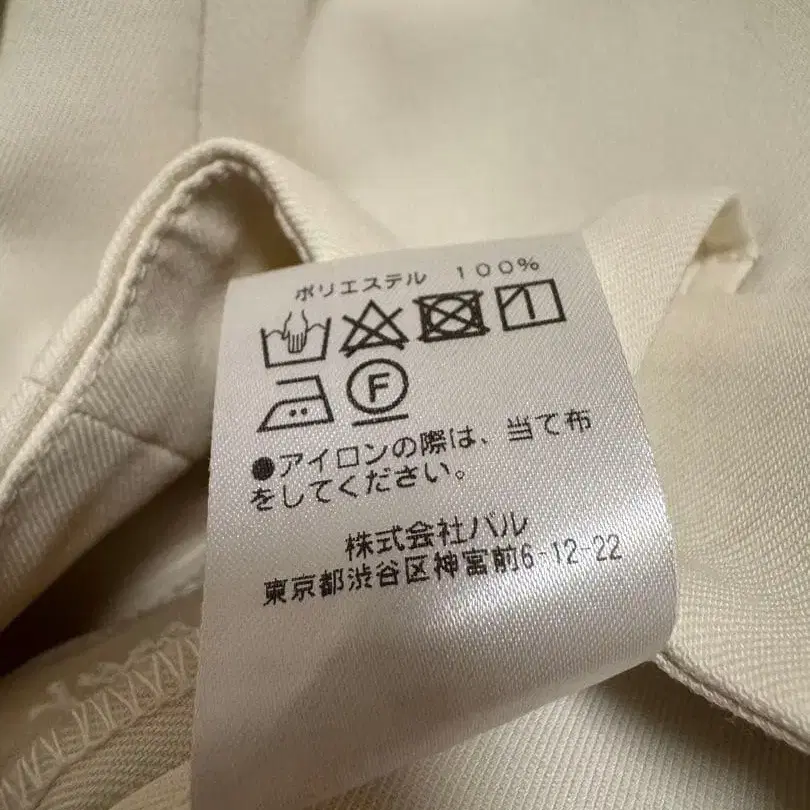 ポリエステル 100%
F
●アイロンの際は、当て布
をしてください。
株式会社バル
東京都渋谷区神宮前6-12-22